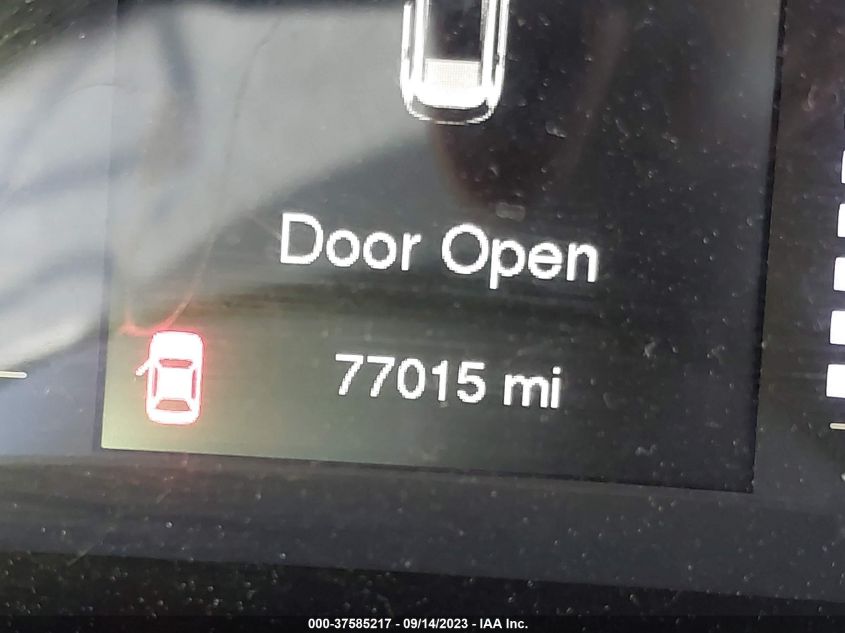 Door Open
77015 mi
000-37585217 - 09/14/2023 - IAA Inc.